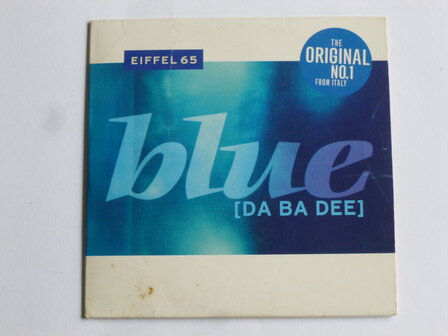 EIFFEL 65
THE
ORIGINAL
NO.1
FROM ITALY
blue
[DA BA DEE]